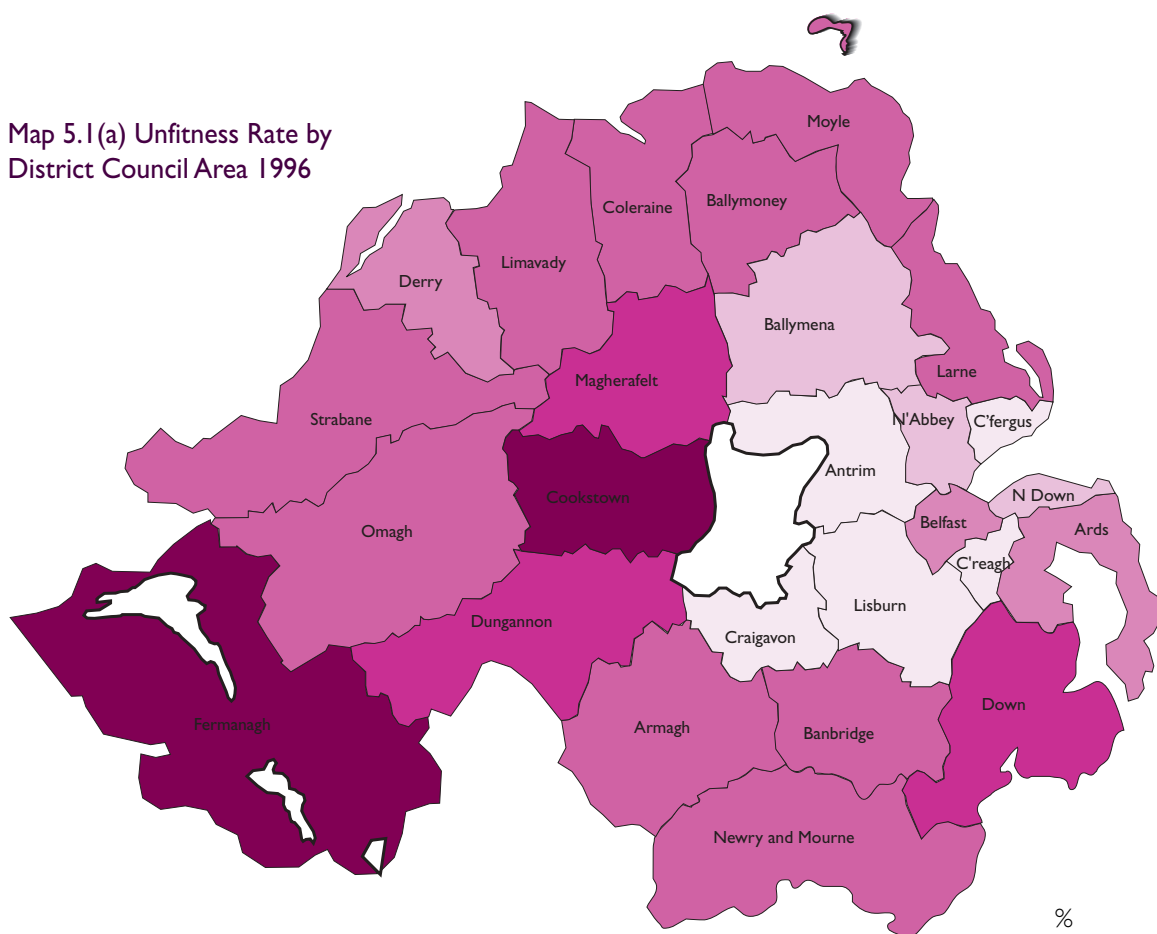 Map 5.1(a) Unfitness Rate by
District Council Area 1996
Moyle
Coleraine
Ballymoney
Limavady
Derry
Ballymena
Larne
Magherafelt
Strabane
N'Abbey
C'fergus
Antrim
Cookstown
N Down
Omagh
Belfast
Ards
C'reagh
Lisburn
Dungannon
Craigavon
Fermanagh
Armagh
Banbridge
Down
Newry and Mourne
%